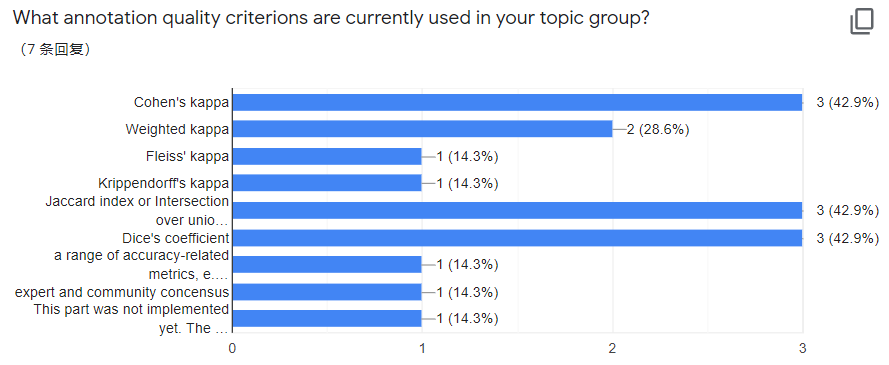 What annotation quality criterions are currently used in your topic group?
（7 条回复）
Cohen's kappa
3 (42.9%)
Weighted kappa
2 (28.6%)
Fleiss' kappa
1 (14.3%)
Krippendorff's kappa
1 (14.3%)
Jaccard index or Intersection
over unio…
3 (42.9%)
Dice's coefficient
3 (42.9%)
a range of accuracy-related
metrics, e.…
1 (14.3%)
expert and community concensus
1 (14.3%)
This part was not implemented
yet. The …
1 (14.3%)
0
1
2
3